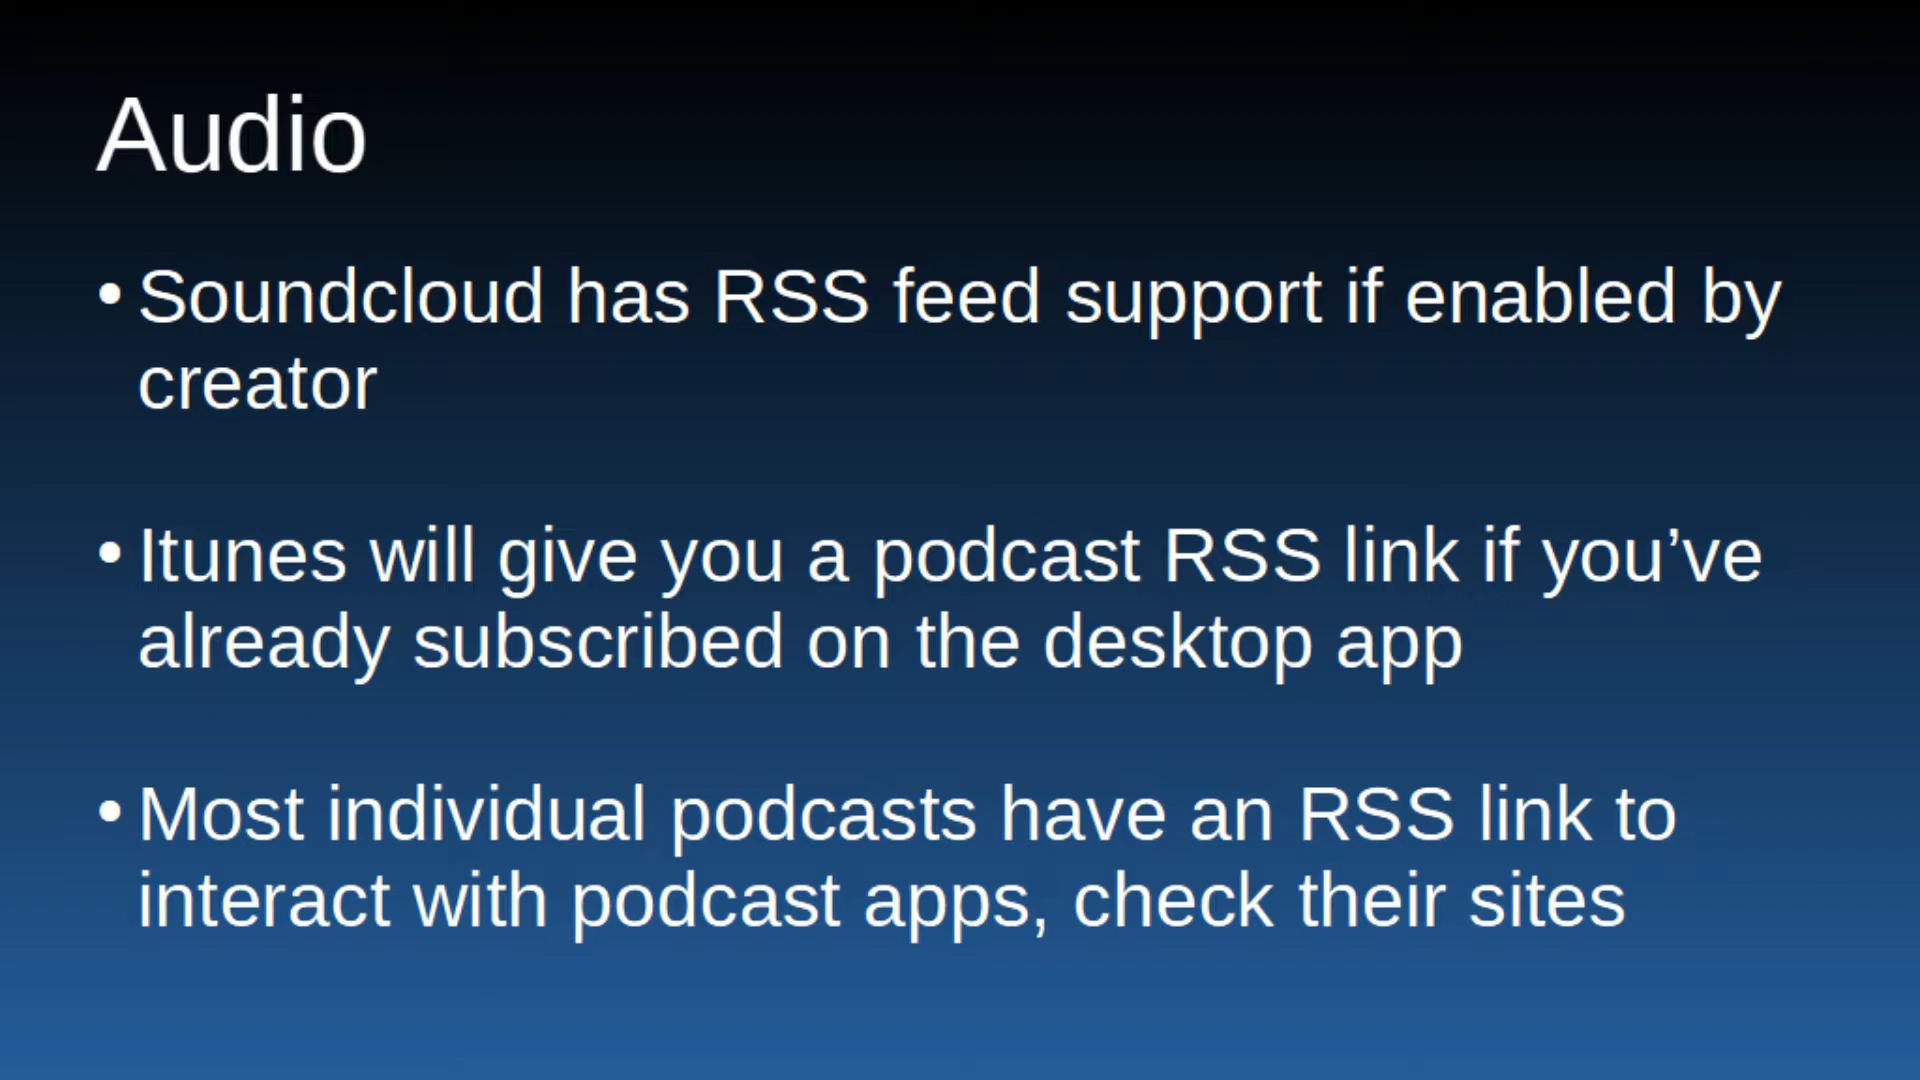 Audio
• Soundcloud has RSS feed support if enabled by
creator
• Itunes will give you a podcast RSS link if you’ve
already subscribed on the desktop app
• Most individual podcasts have an RSS link to
interact with podcast apps, check their sites